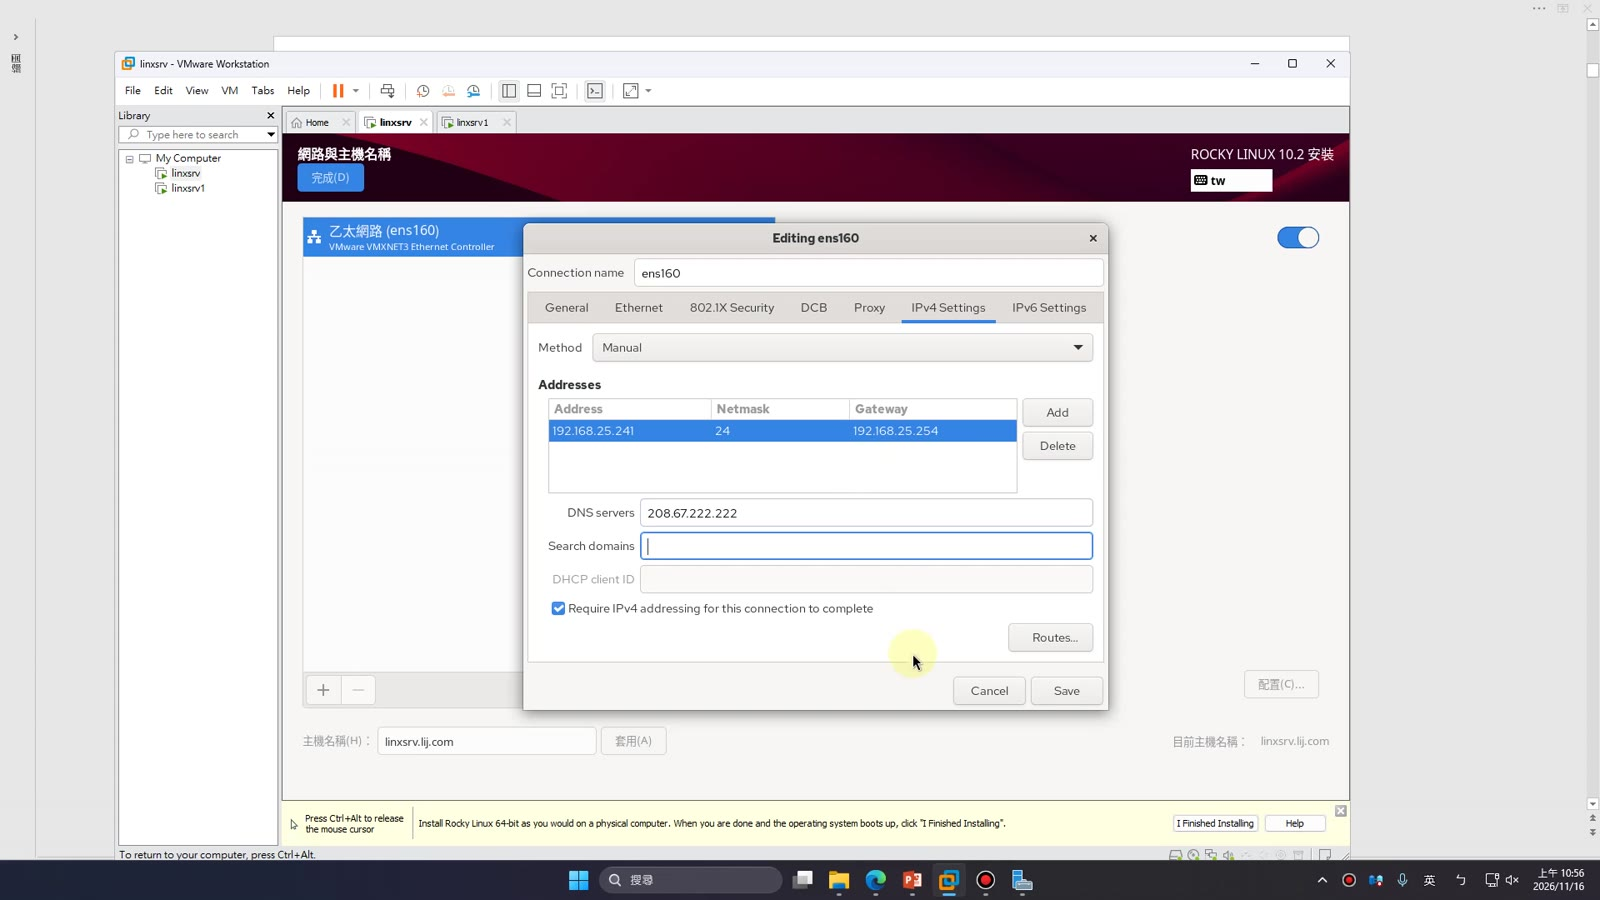 linxsrv - VMware Workstation
File Edit View VM Tabs Help
Library
Type here to search
My Computer
linxsrv
linxsrv1
Home linxsrv linxsrv1
網路與主機名稱
完成(D)
ROCKY LINUX 10.2 安裝
tw
乙太網路 (ens160)
VMware VMXNET3 Ethernet Controller
Editing ens160
Connection name ens160
General Ethernet 802.1X Security DCB Proxy IPv4 Settings IPv6 Settings
Method Manual
Addresses
Address Netmask Gateway
192.168.25.241 24 192.168.25.254
Add
Delete
DNS servers 208.67.222.222
Search domains
DHCP client ID
Require IPv4 addressing for this connection to complete
Routes...
Cancel Save
配置(C)...
主機名稱(H)： linxsrv.lij.com 套用(A)
目前主機名稱： linxsrv.lij.com
Press Ctrl+Alt to release
the mouse cursor
Install Rocky Linux 64-bit as you would on a physical computer. When you are done and the operating system boots up, click "I Finished Installing".
I Finished Installing Help
To return to your computer, press Ctrl+Alt.
搜尋
英
ㄅ
上午 10:56
2026/11/16